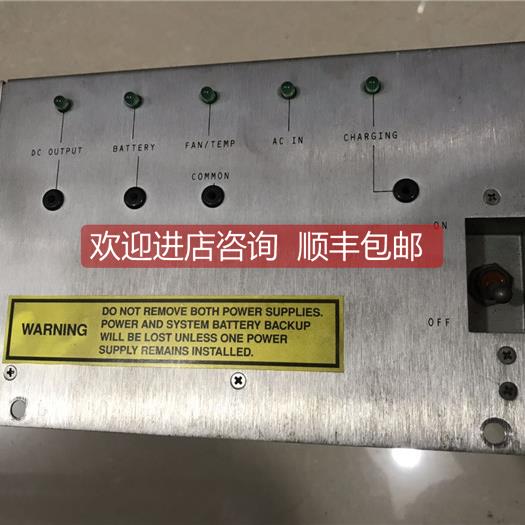 DC OUTPUT
BATTERY
FAN/TEMP
AC IN
CHARGING
COMMON
欢迎进店咨询 顺丰包邮
ON
OFF
WARNING
DO NOT REMOVE BOTH POWER SUPPLIES.
POWER AND SYSTEM BATTERY BACKUP
WILL BE LOST UNLESS ONE POWER
SUPPLY REMAINS INSTALLED.